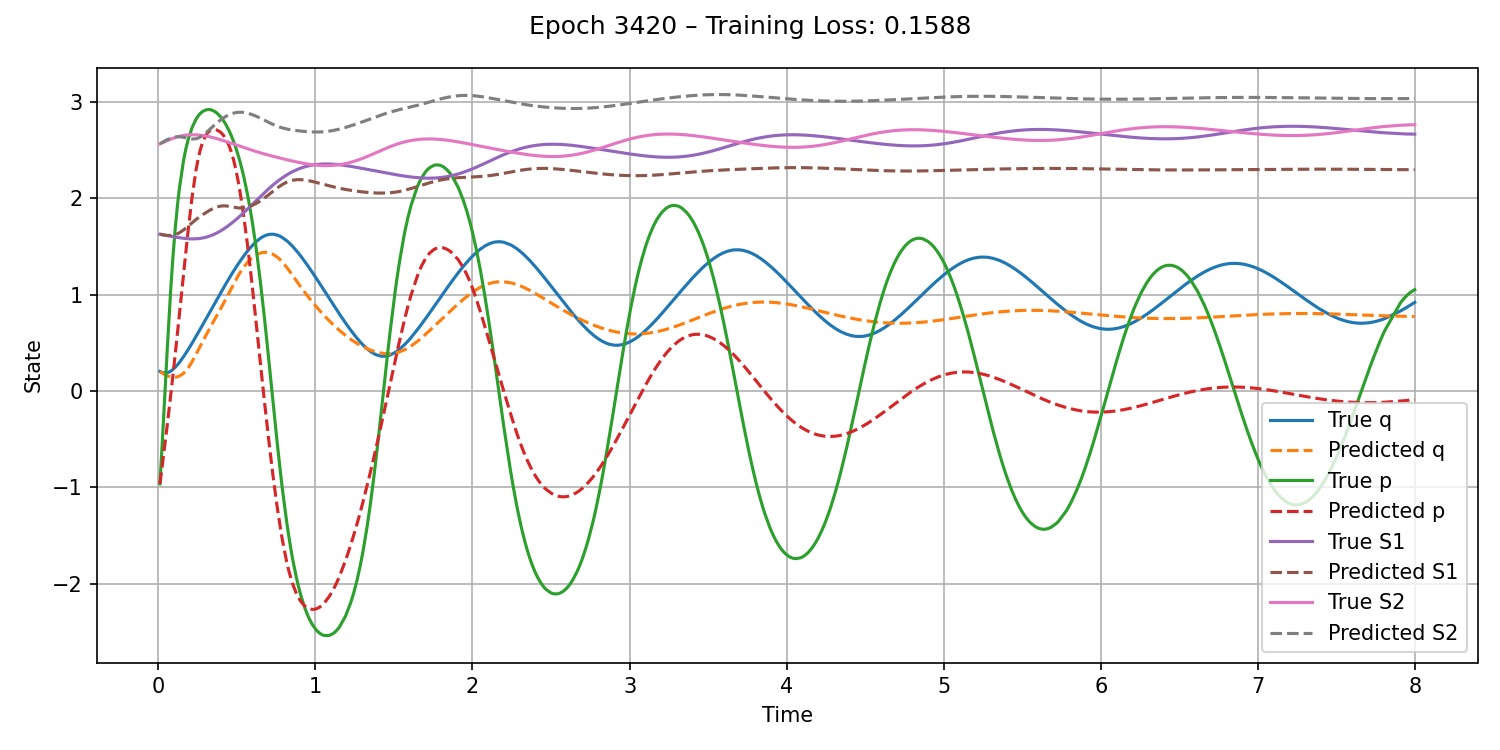 Epoch 3420 – Training Loss: 0.1588
3
2
1
0
−1
−2
State
0 1 2 3 4 5 6 7 8
Time
True q
Predicted q
True p
Predicted p
True S1
Predicted S1
True S2
Predicted S2